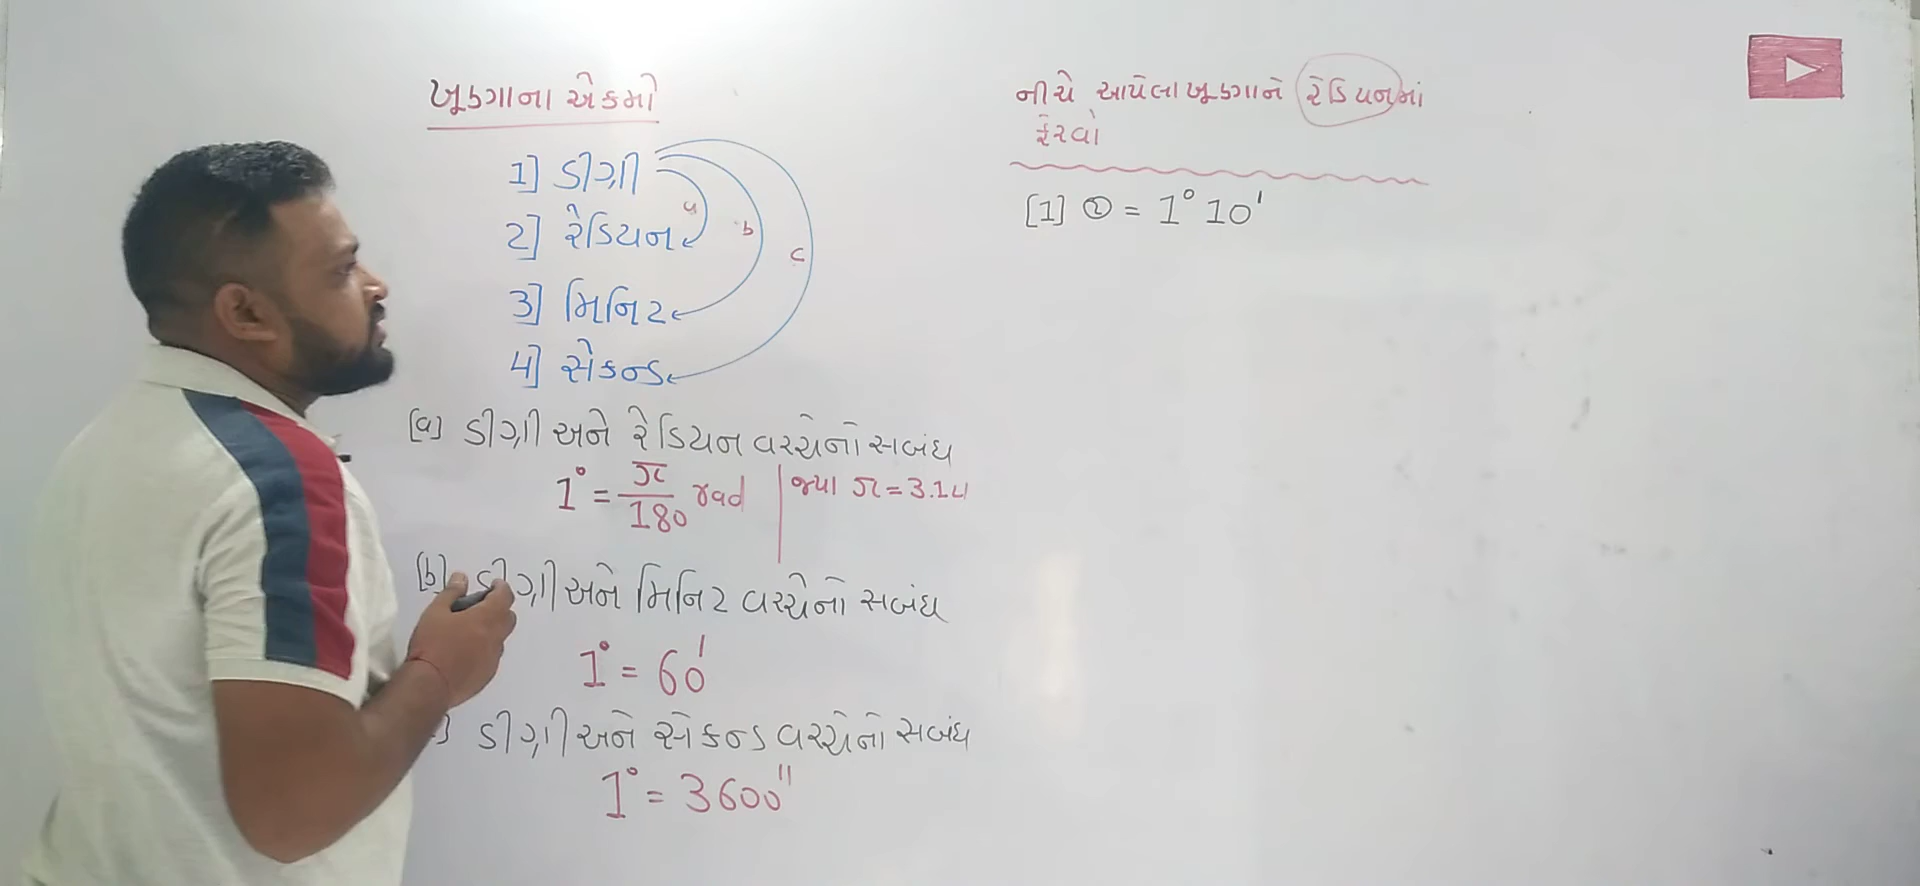 ખૂણાના એકમો
1] ડીગ્રી
2] રેડિયન
3] મિનિટ
4] સેકન્ડ
a
b
c
[a] ડીગ્રી અને રેડિયન વચ્ચેનો સબંધ
1° = π/180 rad | જ્યાં π = 3.14
[b] ડીગ્રી અને મિનિટ વચ્ચેનો સબંધ
1° = 60'
] ડીગ્રી અને સેકન્ડ વચ્ચેનો સબંધ
1° = 3600"
નીચે આપેલા ખૂણાને રેડિયનમાં
ફેરવો
[1] ① = 1° 10'